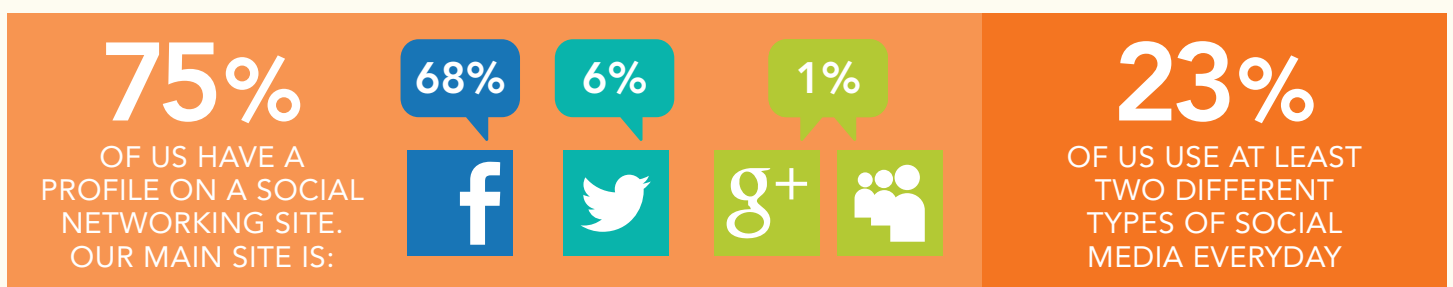 75%
OF US HAVE A
PROFILE ON A SOCIAL
NETWORKING SITE.
OUR MAIN SITE IS:
68%
6%
1%
f
g+
23%
OF US USE AT LEAST
TWO DIFFERENT
TYPES OF SOCIAL
MEDIA EVERYDAY